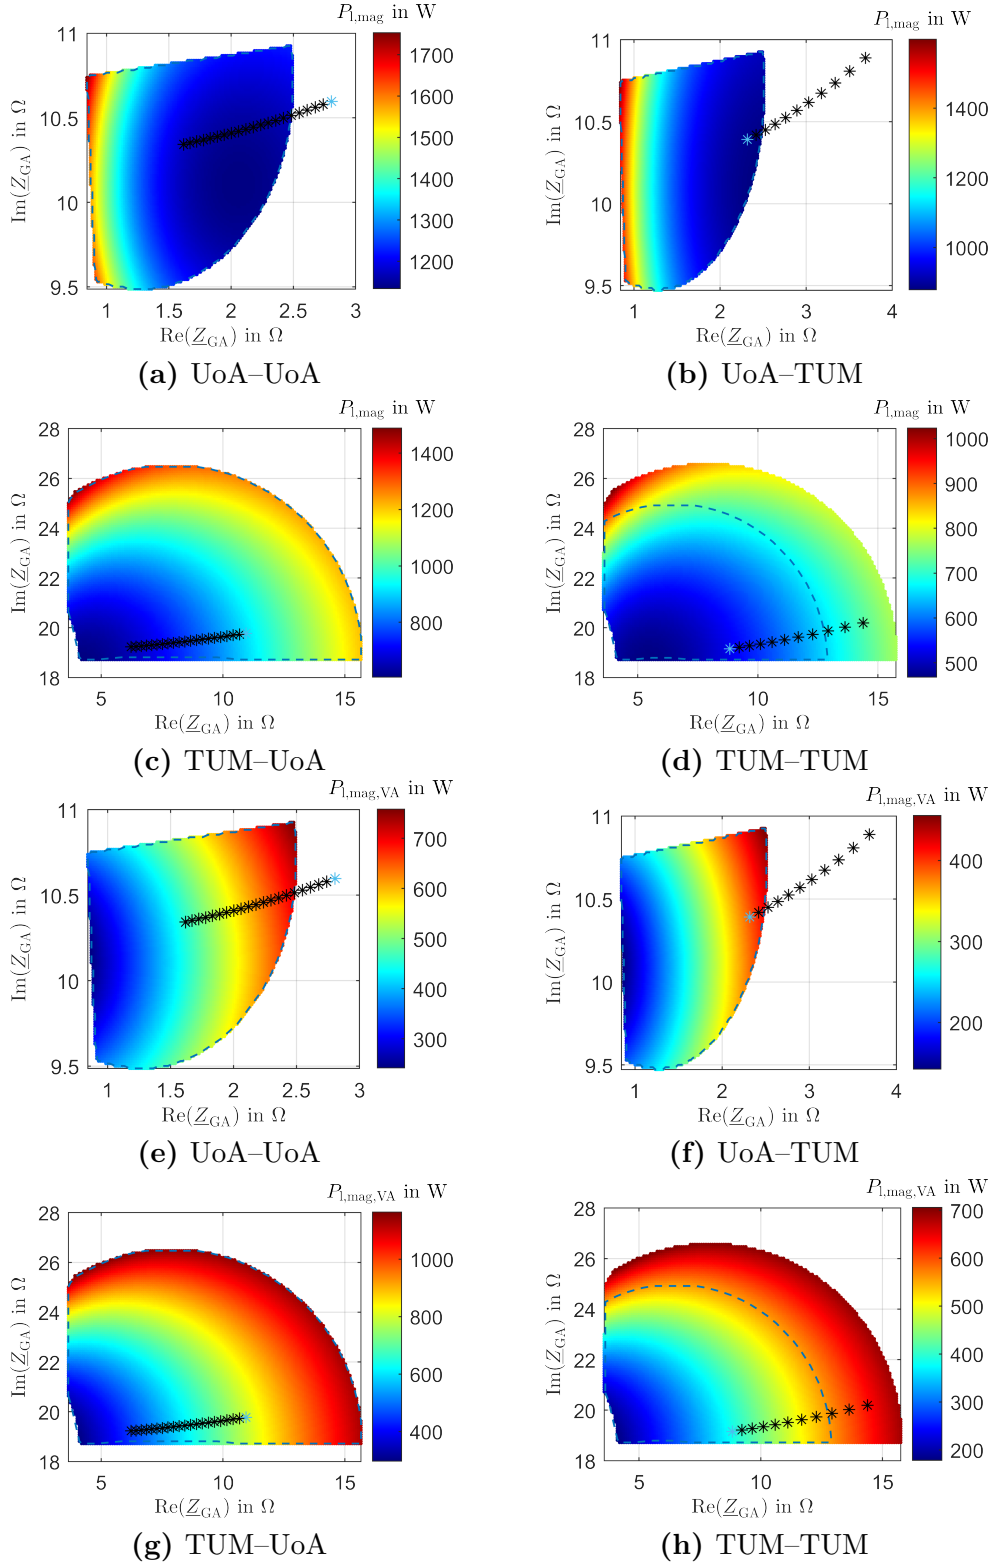 P_l,mag in W
P_l,mag in W
11
10.5
10
9.5
Im(Z_GA) in Ω
1 1.5 2 2.5 3
Re(Z_GA) in Ω
1700
1600
1500
1400
1300
1200
11
10.5
10
9.5
Im(Z_GA) in Ω
1 2 3 4
Re(Z_GA) in Ω
1400
1200
1000
(a) UoA–UoA
(b) UoA–TUM
P_l,mag in W
P_l,mag in W
28
26
24
22
20
18
Im(Z_GA) in Ω
5 10 15
Re(Z_GA) in Ω
1400
1200
1000
800
28
26
24
22
20
18
Im(Z_GA) in Ω
5 10 15
Re(Z_GA) in Ω
1000
900
800
700
600
500
(c) TUM–UoA
(d) TUM–TUM
P_l,mag,VA in W
P_l,mag,VA in W
11
10.5
10
9.5
Im(Z_GA) in Ω
1 1.5 2 2.5 3
Re(Z_GA) in Ω
700
600
500
400
300
11
10.5
10
9.5
Im(Z_GA) in Ω
1 2 3 4
Re(Z_GA) in Ω
400
300
200
(e) UoA–UoA
(f) UoA–TUM
P_l,mag,VA in W
P_l,mag,VA in W
28
26
24
22
20
18
Im(Z_GA) in Ω
5 10 15
Re(Z_GA) in Ω
1000
800
600
400
28
26
24
22
20
18
Im(Z_GA) in Ω
5 10 15
Re(Z_GA) in Ω
700
600
500
400
300
200
(g) TUM–UoA
(h) TUM–TUM